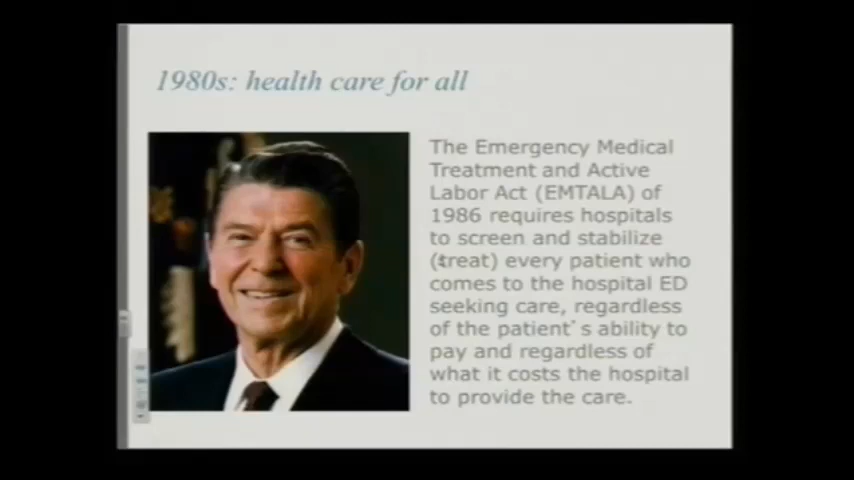 1980s: health care for all
The Emergency Medical
Treatment and Active
Labor Act (EMTALA) of
1986 requires hospitals
to screen and stabilize
(treat) every patient who
comes to the hospital ED
seeking care, regardless
of the patient's ability to
pay and regardless of
what it costs the hospital
to provide the care.